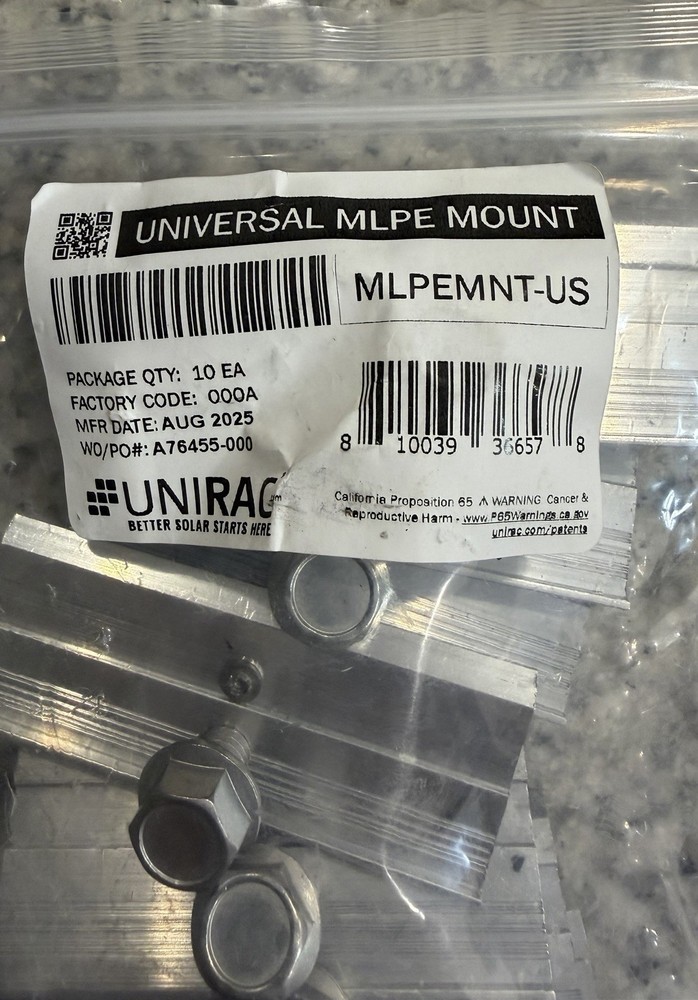 UNIVERSAL MLPE MOUNT
MLPEMNT-US
PACKAGE QTY: 10 EA
FACTORY CODE: 000A
MFR DATE: AUG 2025
WO/PO#: A76455-000
8 10039 36657 8
UNIRAC
BETTER SOLAR STARTS HERE
California Proposition 65 ⚠ WARNING Cancer &
Reproductive Harm - www.P65Warnings.ca.gov
unirac.com/patents